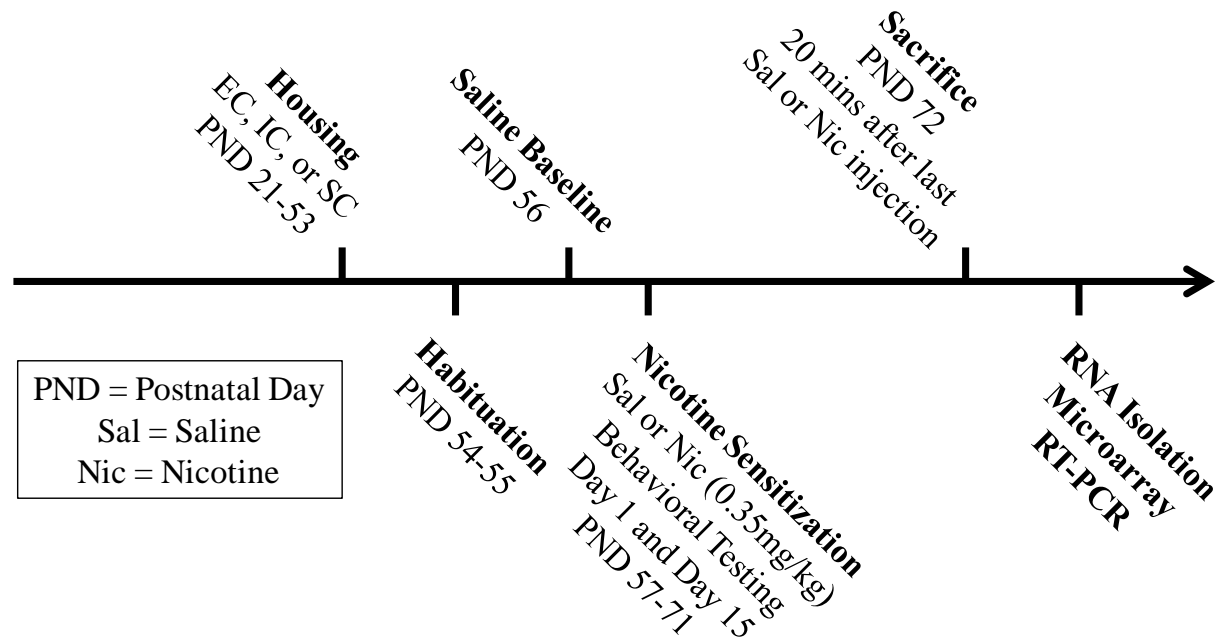 Housing
EC, IC, or SC
PND 21-53
Habituation
PND 54-55
Saline Baseline
PND 56
Nicotine Sensitization
Sal or Nic (0.35mg/kg)
Behavioral Testing
Day 1 and Day 15
PND 57-71
Sacrifice
PND 72
20 mins after last
Sal or Nic injection
RNA Isolation
Microarray
RT-PCR
PND = Postnatal Day
Sal = Saline
Nic = Nicotine